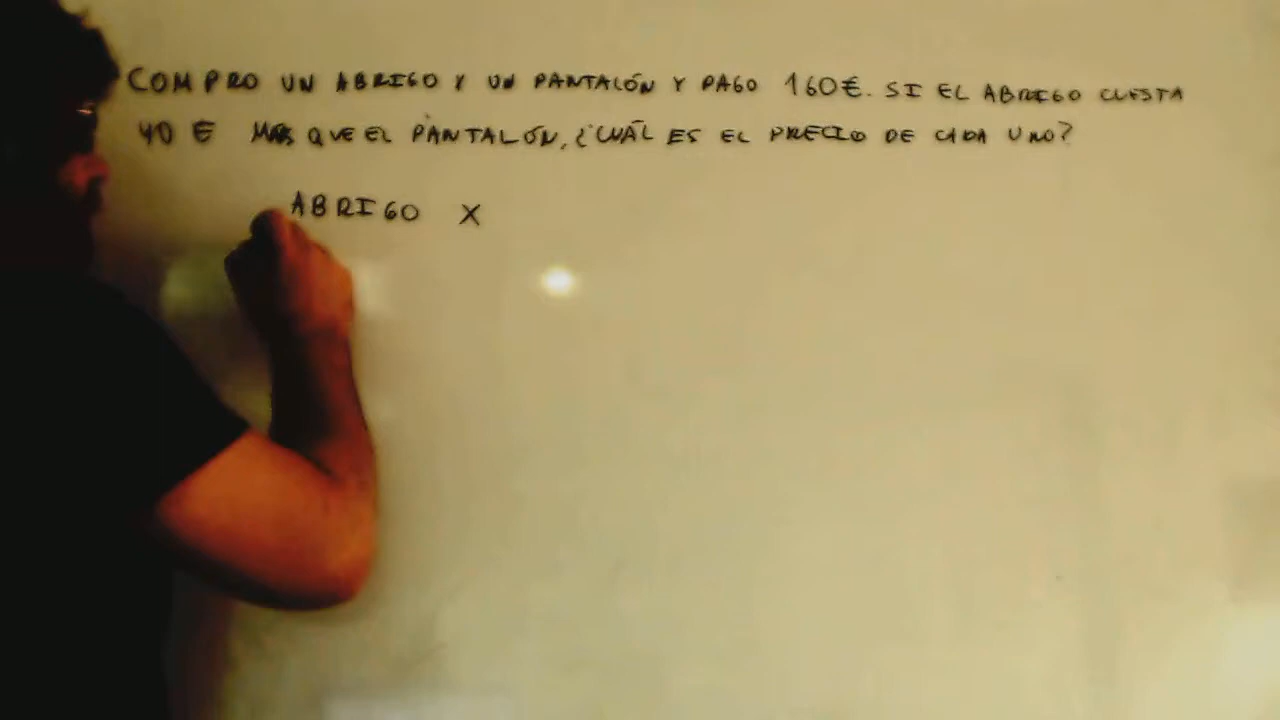 COMPRO UN ABRIGO Y UN PANTALÓN Y PAGO 160€. SI EL ABRIGO CUESTA
40 € MÁS QUE EL PANTALÓN, ¿CUÁL ES EL PRECIO DE CADA UNO?
ABRIGO X